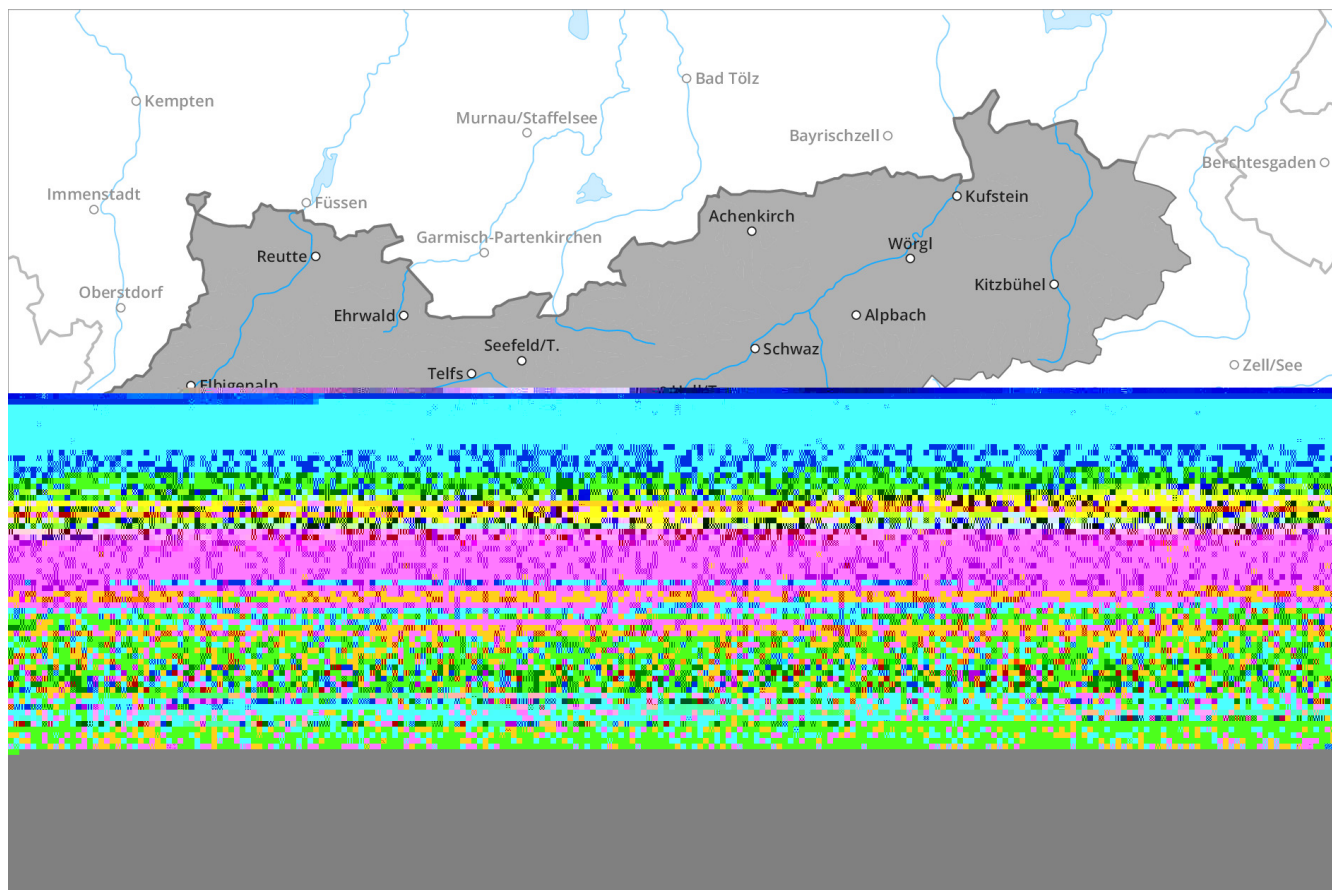 Bad Tölz
Kempten
Murnau/Staffelsee
Bayrischzell
Berchtesgaden
Immenstadt
Kufstein
Füssen
Achenkirch
Garmisch-Partenkirchen
Wörgl
Reutte
Kitzbühel
Oberstdorf
Ehrwald
Alpbach
Seefeld/T.
Schwaz
Zell/See
Telfs
Elbigenalp